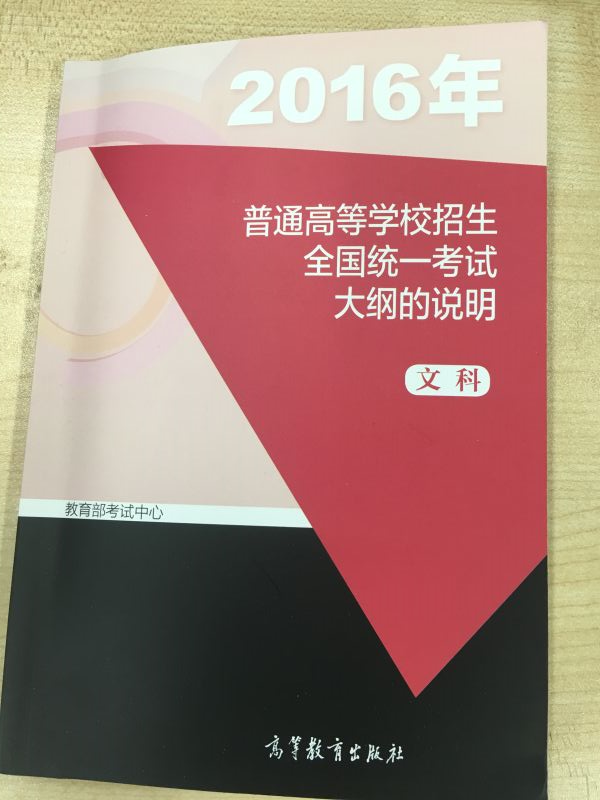 2016年
普通高等学校招生
全国统一考试
大纲的说明
文科
教育部考试中心
高等教育出版社